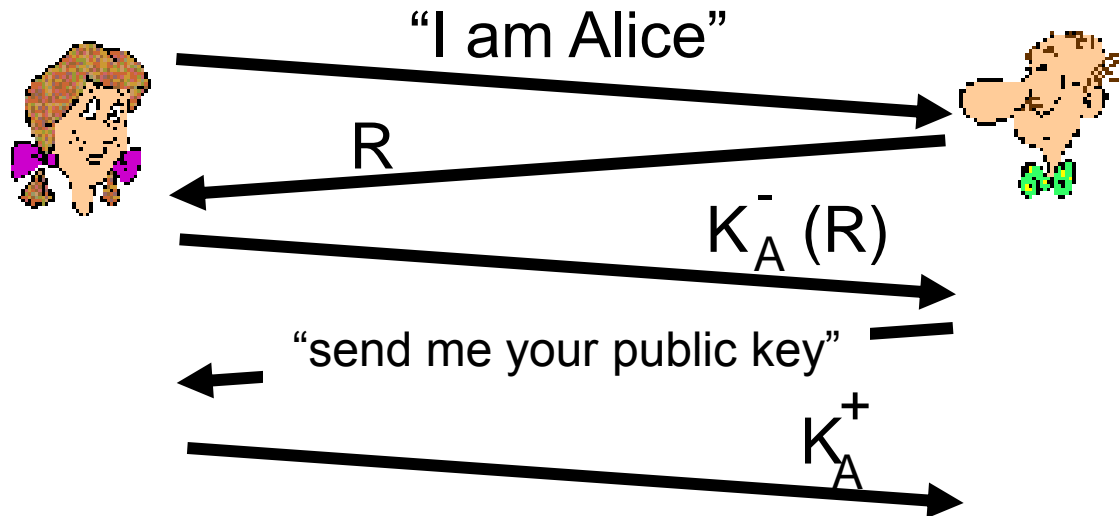 “I am Alice”
R
K_A^- (R)
“send me your public key”
K_A^+